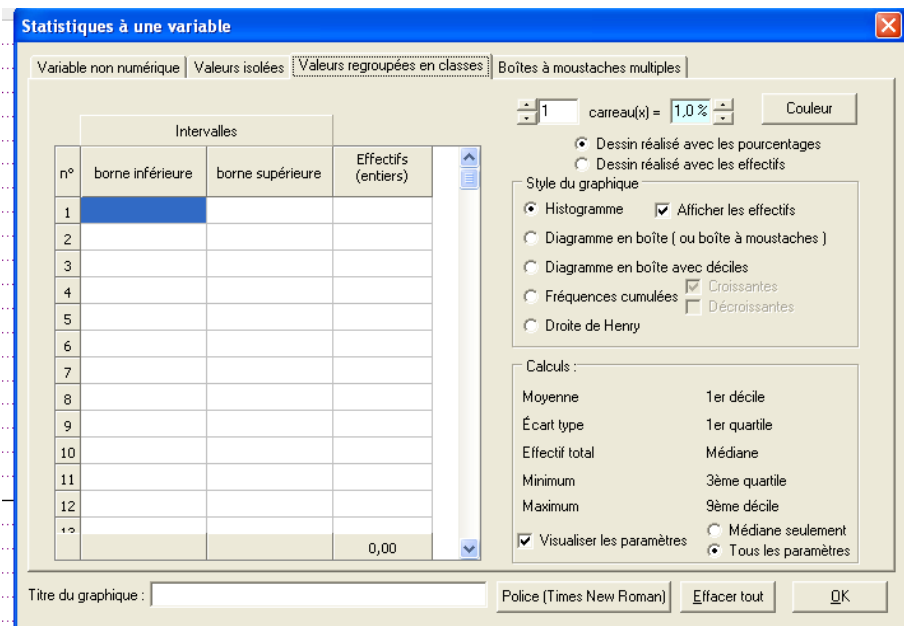 Statistiques à une variable
Variable non numérique
Valeurs isolées
Valeurs regroupées en classes
Boîtes à moustaches multiples
1 carreau(x) = 1,0 % Couleur
Dessin réalisé avec les pourcentages
Dessin réalisé avec les effectifs
Intervalles
n° borne inférieure borne supérieure Effectifs
(entiers)
1
2
3
4
5
6
7
8
9
10
11
12
13
0,00
Style du graphique
Histogramme Afficher les effectifs
Diagramme en boîte ( ou boîte à moustaches )
Diagramme en boîte avec déciles
Fréquences cumulées Croissantes
Décroissantes
Droite de Henry
Calculs :
Moyenne 1er décile
Écart type 1er quartile
Effectif total Médiane
Minimum 3ème quartile
Maximum 9ème décile
Visualiser les paramètres Médiane seulement
Tous les paramètres
Titre du graphique : Police (Times New Roman) Effacer tout OK